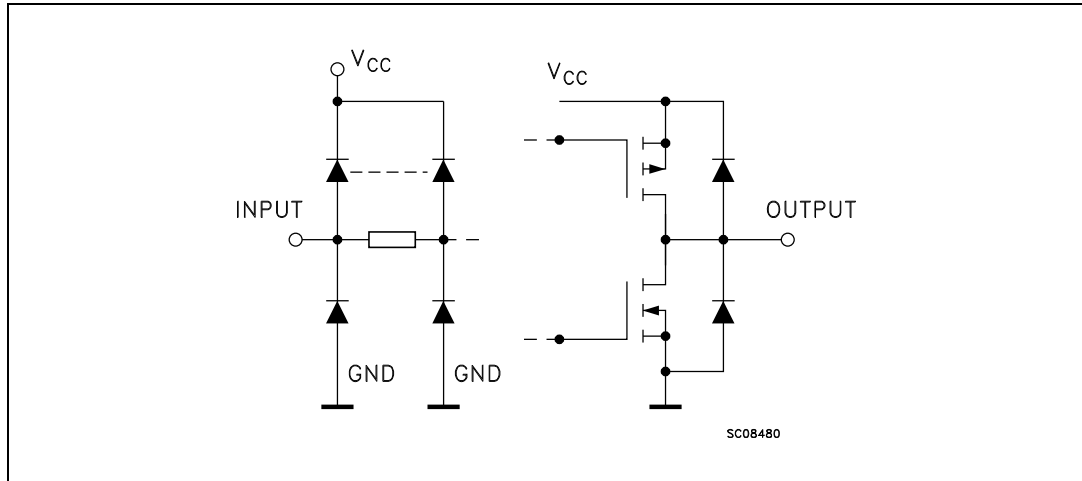 VCC
VCC
INPUT
OUTPUT
GND
GND
SC08480